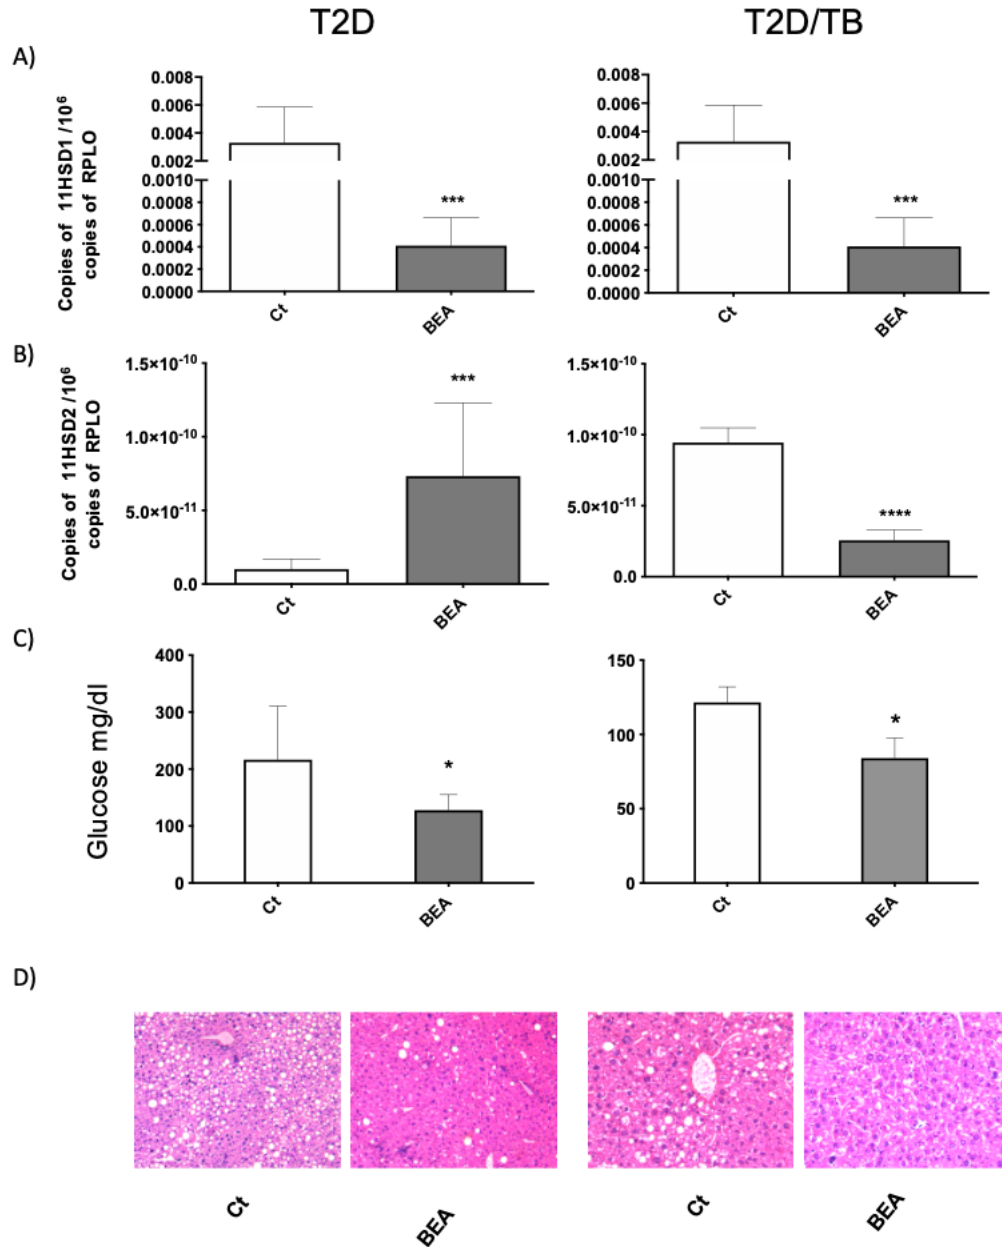 T2D T2D/TB
A)
Copies of 11HSD1 /10⁶
copies of RPLO
0.008
0.006
0.004
0.002
0.0010
0.0008
0.0006
0.0004
0.0002
0.0000
***
Ct BEA
0.008
0.006
0.004
0.002
0.0010
0.0008
0.0006
0.0004
0.0002
0.0000
***
Ct BEA
B)
Copies of 11HSD2 /10⁶
copies of RPLO
1.5×10⁻¹⁰
1.0×10⁻¹⁰
5.0×10⁻¹¹
0.0
***
Ct BEA
1.5×10⁻¹⁰
1.0×10⁻¹⁰
5.0×10⁻¹¹
0.0
****
Ct BEA
C)
Glucose mg/dl
400
300
200
100
0
*
Ct BEA
150
100
50
0
*
Ct BEA
D)
Ct BEA Ct BEA